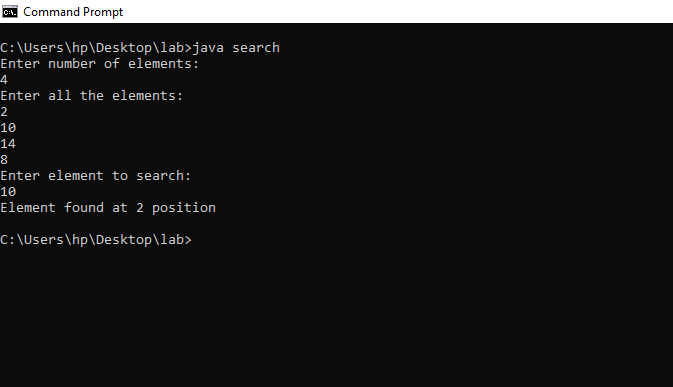 Command Prompt
C:\Users\hp\Desktop\lab>java search
Enter number of elements:
4
Enter all the elements:
2
10
14
8
Enter element to search:
10
Element found at 2 position
C:\Users\hp\Desktop\lab>